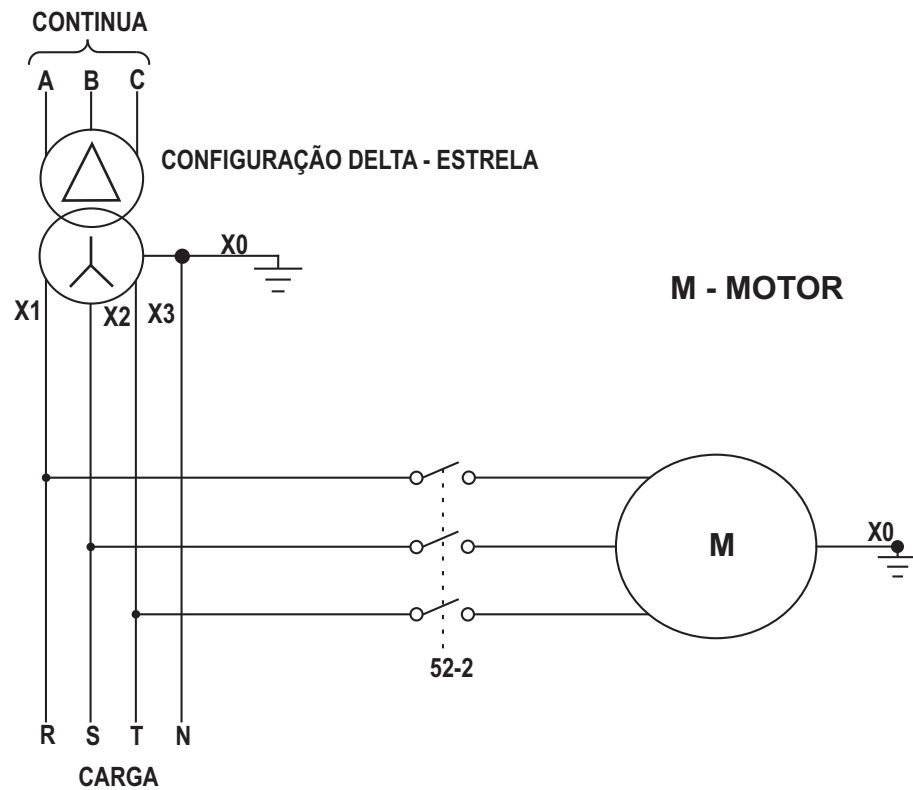 CONTINUA
A B C
CONFIGURAÇÃO DELTA - ESTRELA
X0
X1 X2 X3
M - MOTOR
M
X0
52-2
R S T N
CARGA